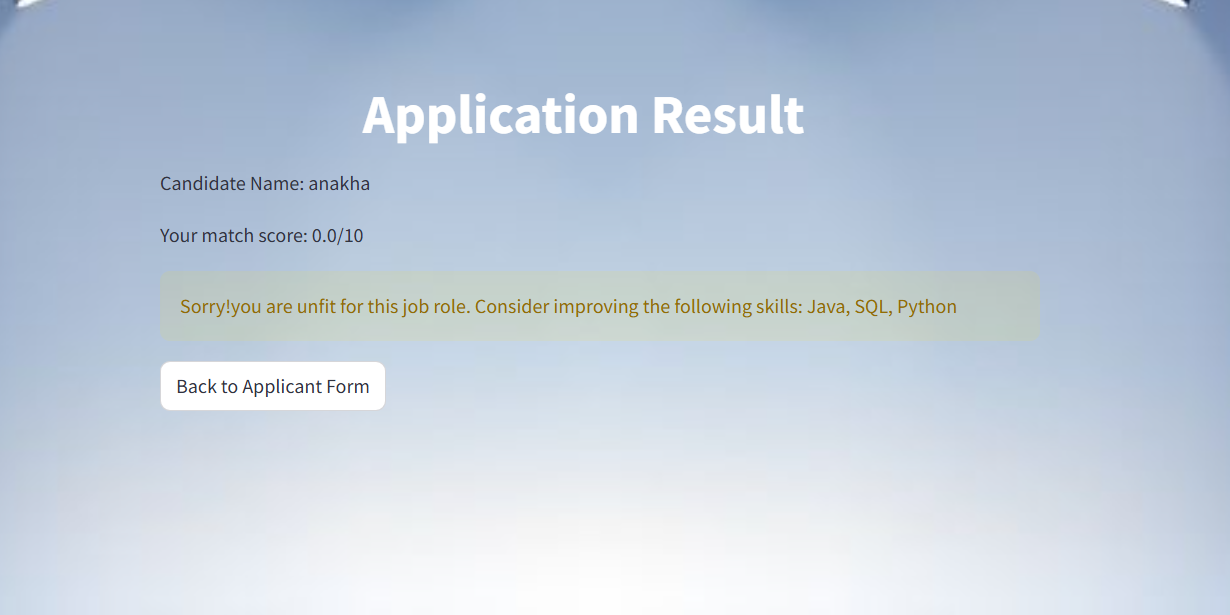 Application Result
Candidate Name: anakha
Your match score: 0.0/10
Sorry!you are unfit for this job role. Consider improving the following skills: Java, SQL, Python
Back to Applicant Form